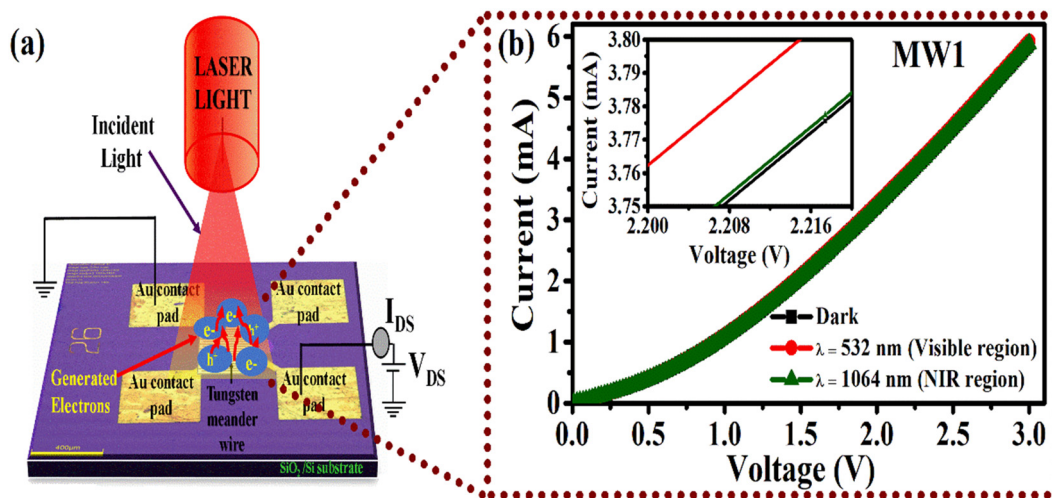 (a)
LASER
LIGHT
Incident
Light
Au contact
pad
Au contact
pad
e-
e-
h⁺
h⁺
e-
I_DS
V_DS
26
Generated
Electrons
Au contact
pad
Au contact
pad
Tungsten
meander
wire
400μm
SiO₂/Si substrate
(b)
MW1
Current (mA)
6
5
4
3
2
1
0
0.0 0.5 1.0 1.5 2.0 2.5 3.0
Voltage (V)
Current (mA)
3.80
3.79
3.78
3.77
3.76
3.75
2.200 2.208 2.216
Voltage (V)
Dark
λ = 532 nm (Visible region)
λ = 1064 nm (NIR region)